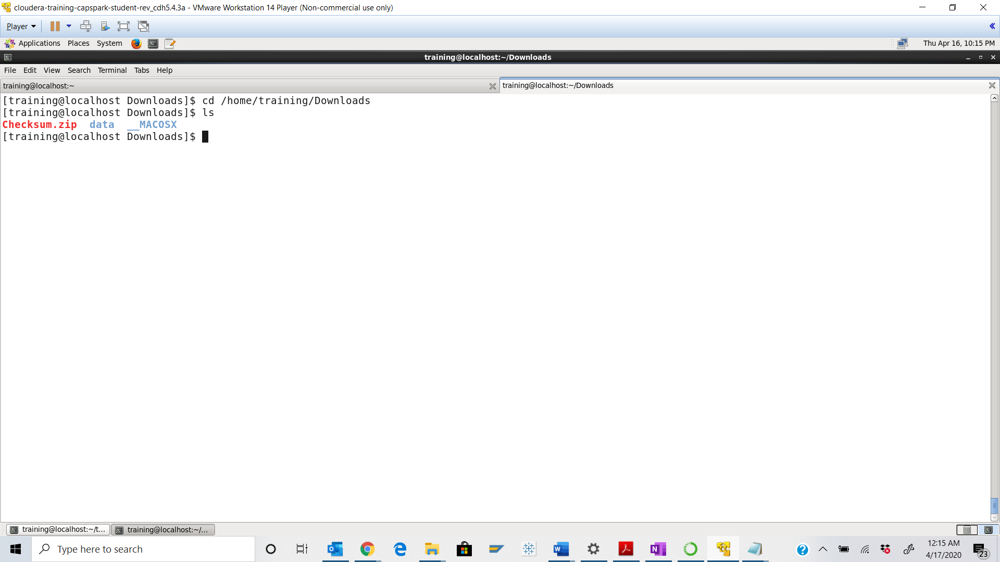 cloudera-training-capspark-student-rev_cdh5.4.3a - VMware Workstation 14 Player (Non-commercial use only)
Player
Applications Places System
Thu Apr 16, 10:15 PM
training@localhost:~/Downloads
File Edit View Search Terminal Tabs Help
training@localhost:~
training@localhost:~/Downloads
[training@localhost Downloads]$ cd /home/training/Downloads
[training@localhost Downloads]$ ls
Checksum.zip data __MACOSX
[training@localhost Downloads]$
training@localhost:~/t...
training@localhost:~/...
Type here to search
12:15 AM
4/17/2020
23